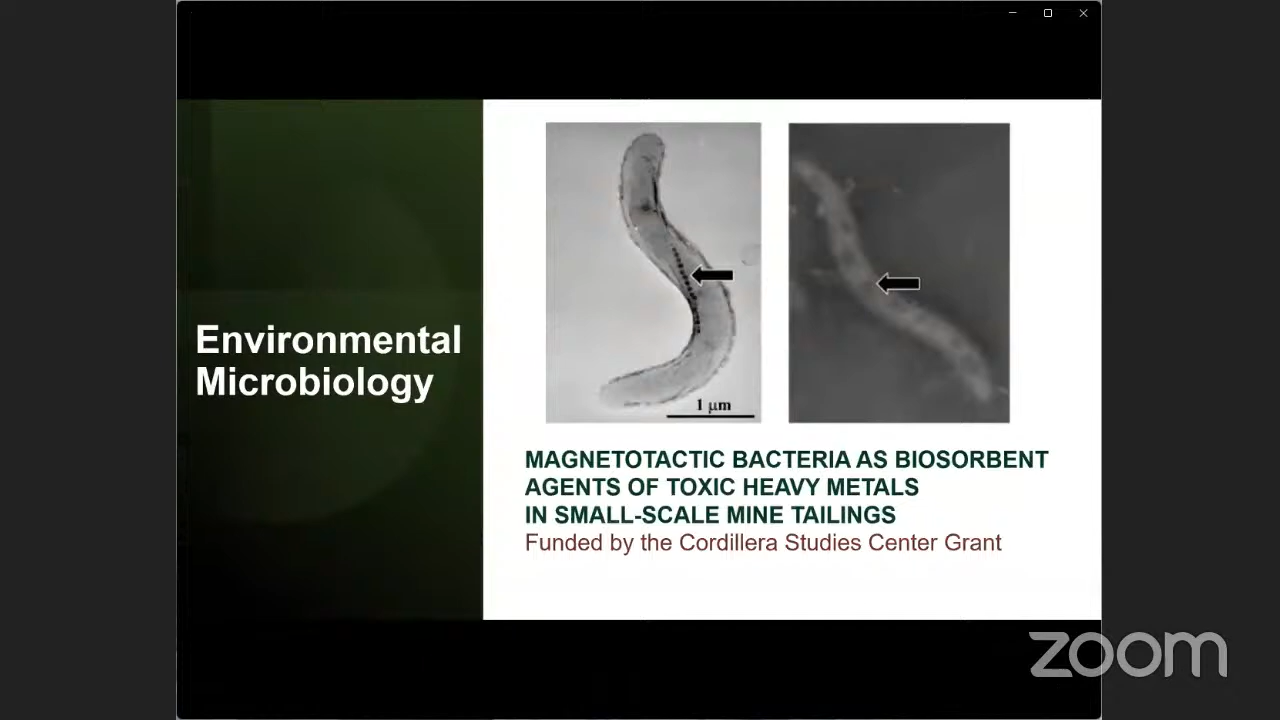 Environmental
Microbiology
1 μm
MAGNETOTACTIC BACTERIA AS BIOSORBENT
AGENTS OF TOXIC HEAVY METALS
IN SMALL-SCALE MINE TAILINGS
Funded by the Cordillera Studies Center Grant
zoom